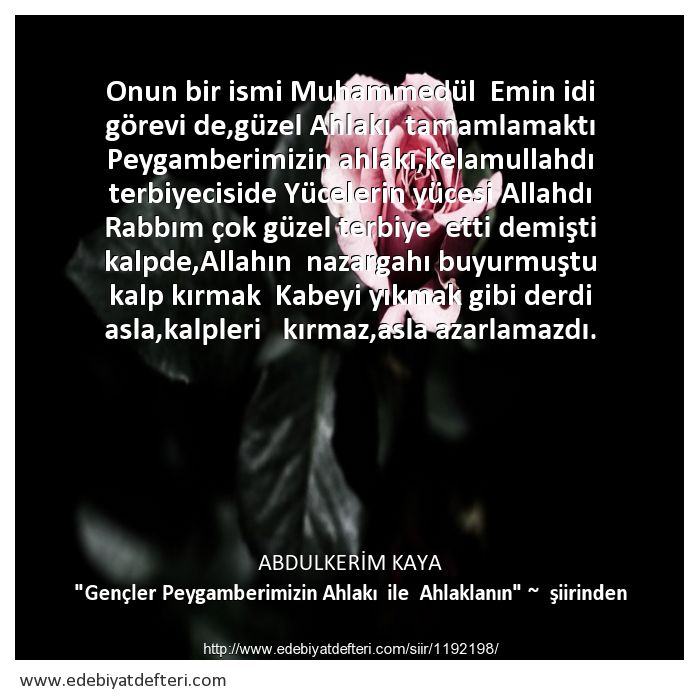 Onun bir ismi Muhammedül  Emin idi
görevi de,güzel Ahlakı  tamamlamaktı
Peygamberimizin ahlakı,kelamullahdı
terbiyeciside Yücelerin yücesi Allahdı
Rabbım çok güzel terbiye  etti demişti
kalpde,Allahın  nazargahı buyurmuştu
kalp kırmak  Kabeyi yıkmak gibi derdi
asla,kalpleri   kırmaz,asla azarlamazdı.
ABDULKERİM KAYA
"Gençler Peygamberimizin Ahlakı  ile  Ahlaklanın" ~  şiirinden
http://www.edebiyatdefteri.com/siir/1192198/
www.edebiyatdefteri.com